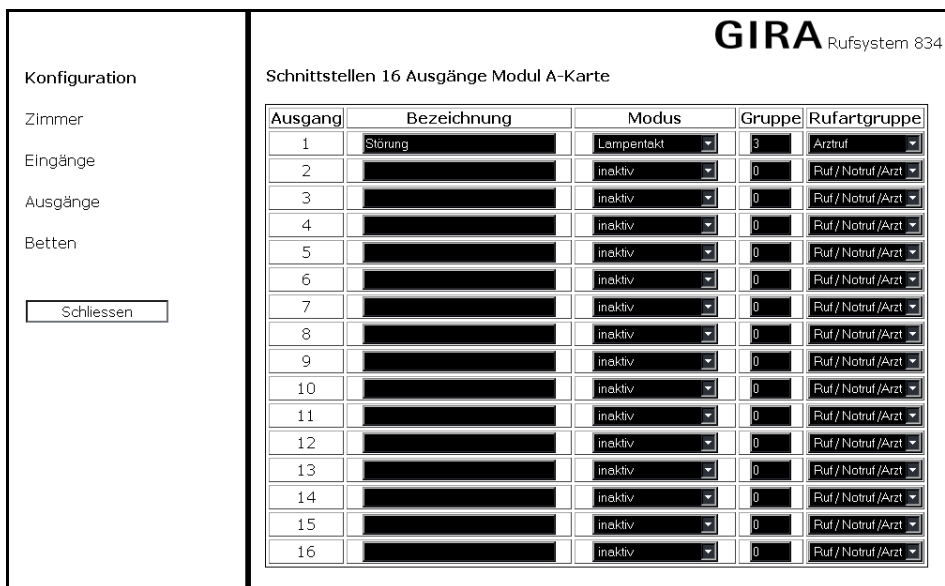 GIRA Rufsystem 834
Konfiguration
Zimmer
Eingänge
Ausgänge
Betten
Schliessen
Schnittstellen 16 Ausgänge Modul A-Karte
Ausgang Bezeichnung Modus Gruppe Rufartgruppe
1 Störung Lampentakt 3 Arztruf
2 inaktiv 0 Ruf / Notruf /Arzt
3 inaktiv 0 Ruf / Notruf /Arzt
4 inaktiv 0 Ruf / Notruf /Arzt
5 inaktiv 0 Ruf / Notruf /Arzt
6 inaktiv 0 Ruf / Notruf /Arzt
7 inaktiv 0 Ruf / Notruf /Arzt
8 inaktiv 0 Ruf / Notruf /Arzt
9 inaktiv 0 Ruf / Notruf /Arzt
10 inaktiv 0 Ruf / Notruf /Arzt
11 inaktiv 0 Ruf / Notruf /Arzt
12 inaktiv 0 Ruf / Notruf /Arzt
13 inaktiv 0 Ruf / Notruf /Arzt
14 inaktiv 0 Ruf / Notruf /Arzt
15 inaktiv 0 Ruf / Notruf /Arzt
16 inaktiv 0 Ruf / Notruf /Arzt